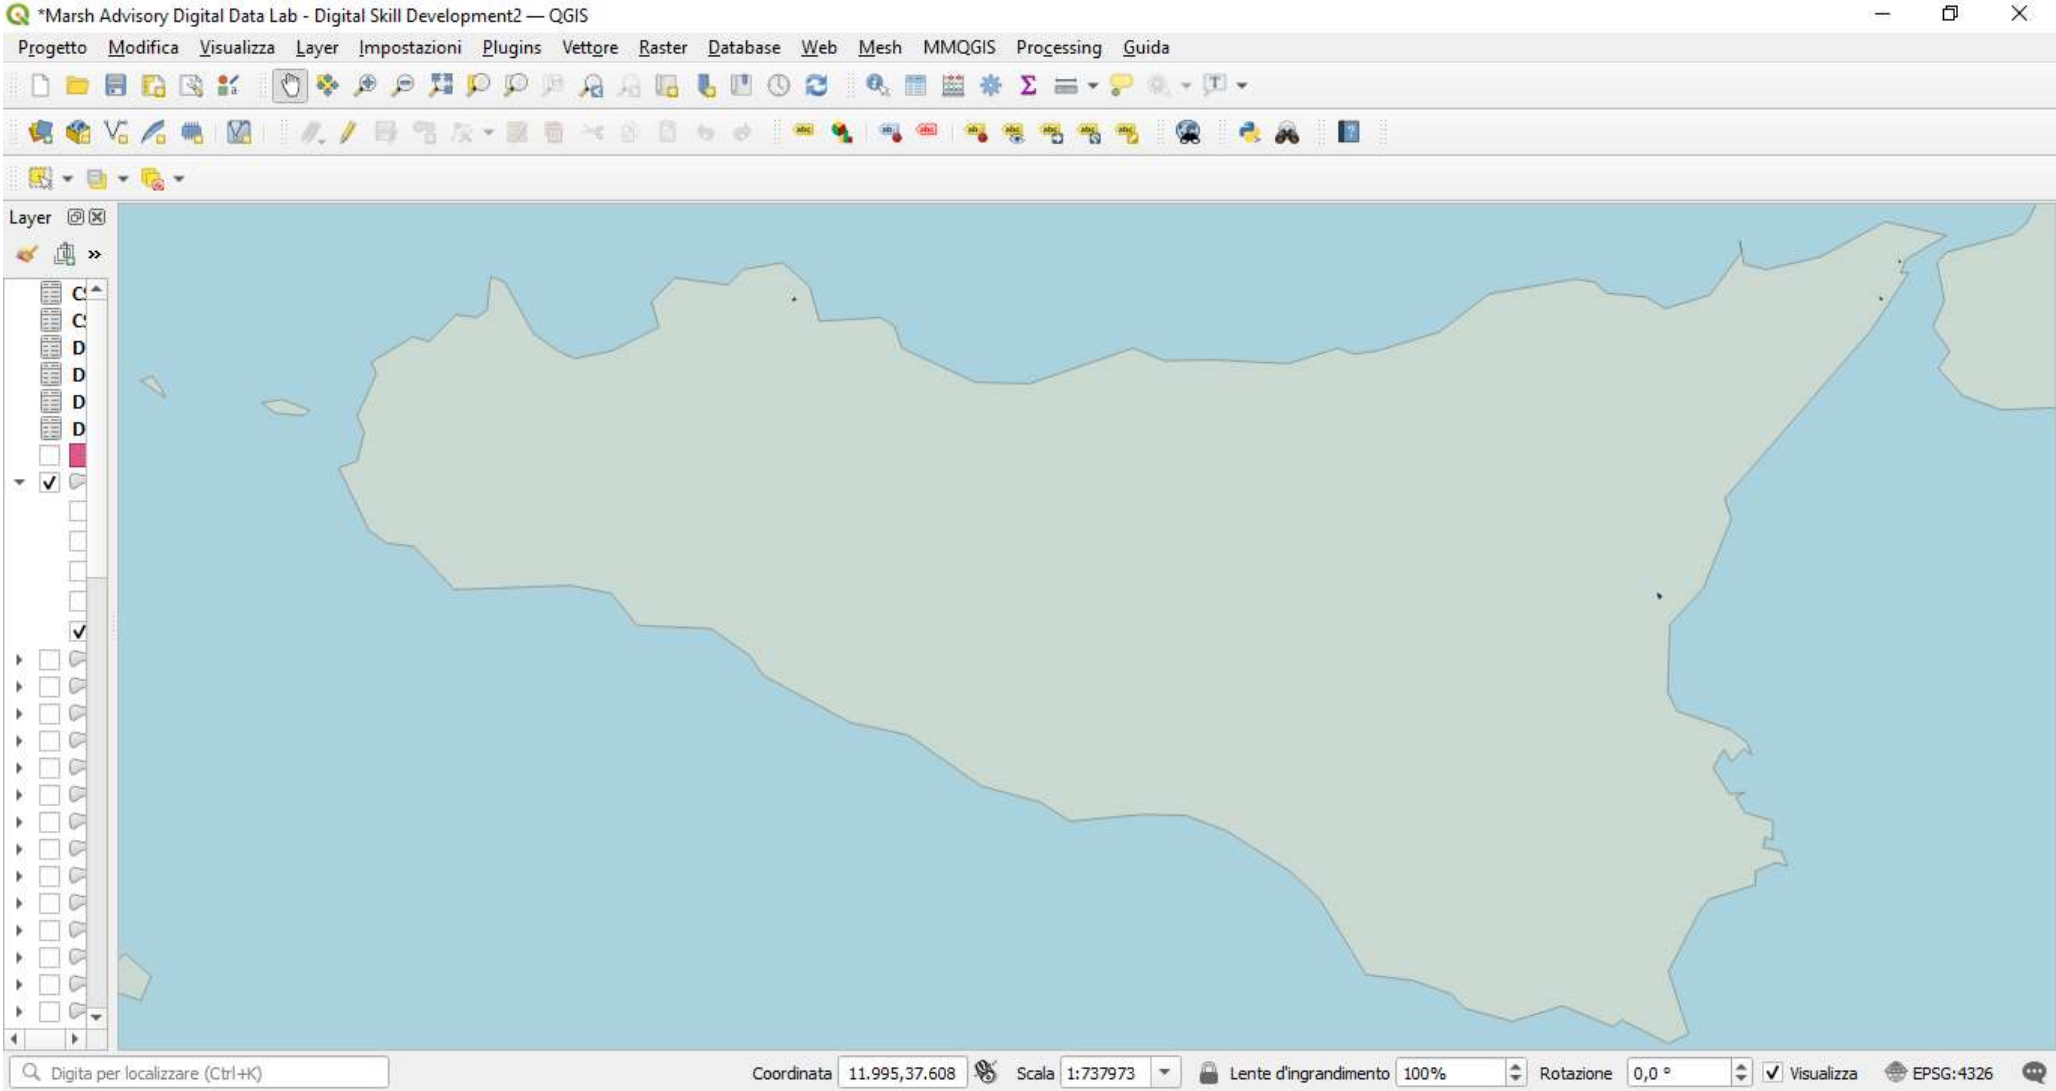 *Marsh Advisory Digital Data Lab - Digital Skill Development2 — QGIS
Progetto Modifica Visualizza Layer Impostazioni Plugins Vettore Raster Database Web Mesh MMQGIS Processing Guida
Layer
»
D
D
D
D
Digita per localizzare (Ctrl+K) Coordinata 11.995,37.608 Scala 1:737973 Lente d'ingrandimento 100% Rotazione 0,0 ° Visualizza EPSG:4326